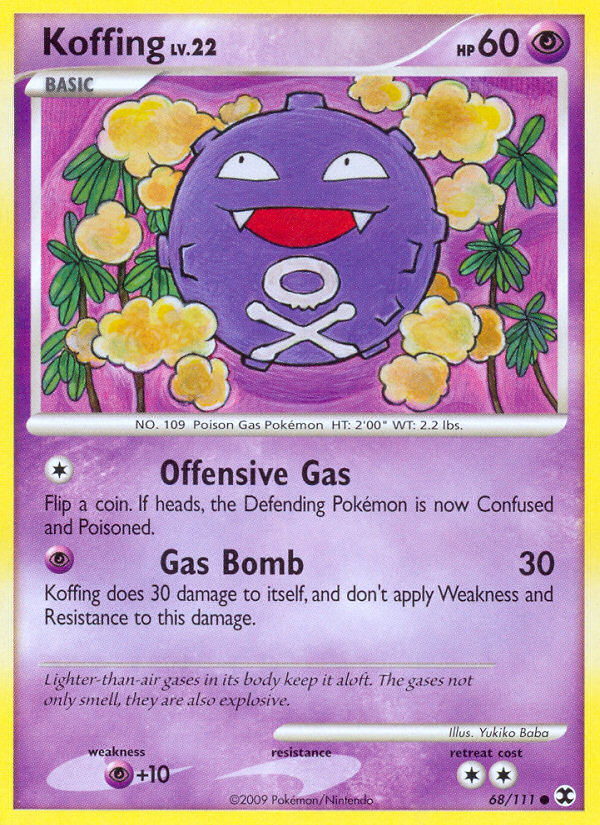 Koffing LV.22
HP 60
BASIC
NO. 109 Poison Gas Pokémon HT: 2'00" WT: 2.2 lbs.
Offensive Gas
Flip a coin. If heads, the Defending Pokémon is now Confused
and Poisoned.
Gas Bomb 30
Koffing does 30 damage to itself, and don't apply Weakness and
Resistance to this damage.
Lighter-than-air gases in its body keep it aloft. The gases not
only smell, they are also explosive.
Illus. Yukiko Baba
weakness resistance retreat cost
+10
©2009 Pokémon/Nintendo 68/111